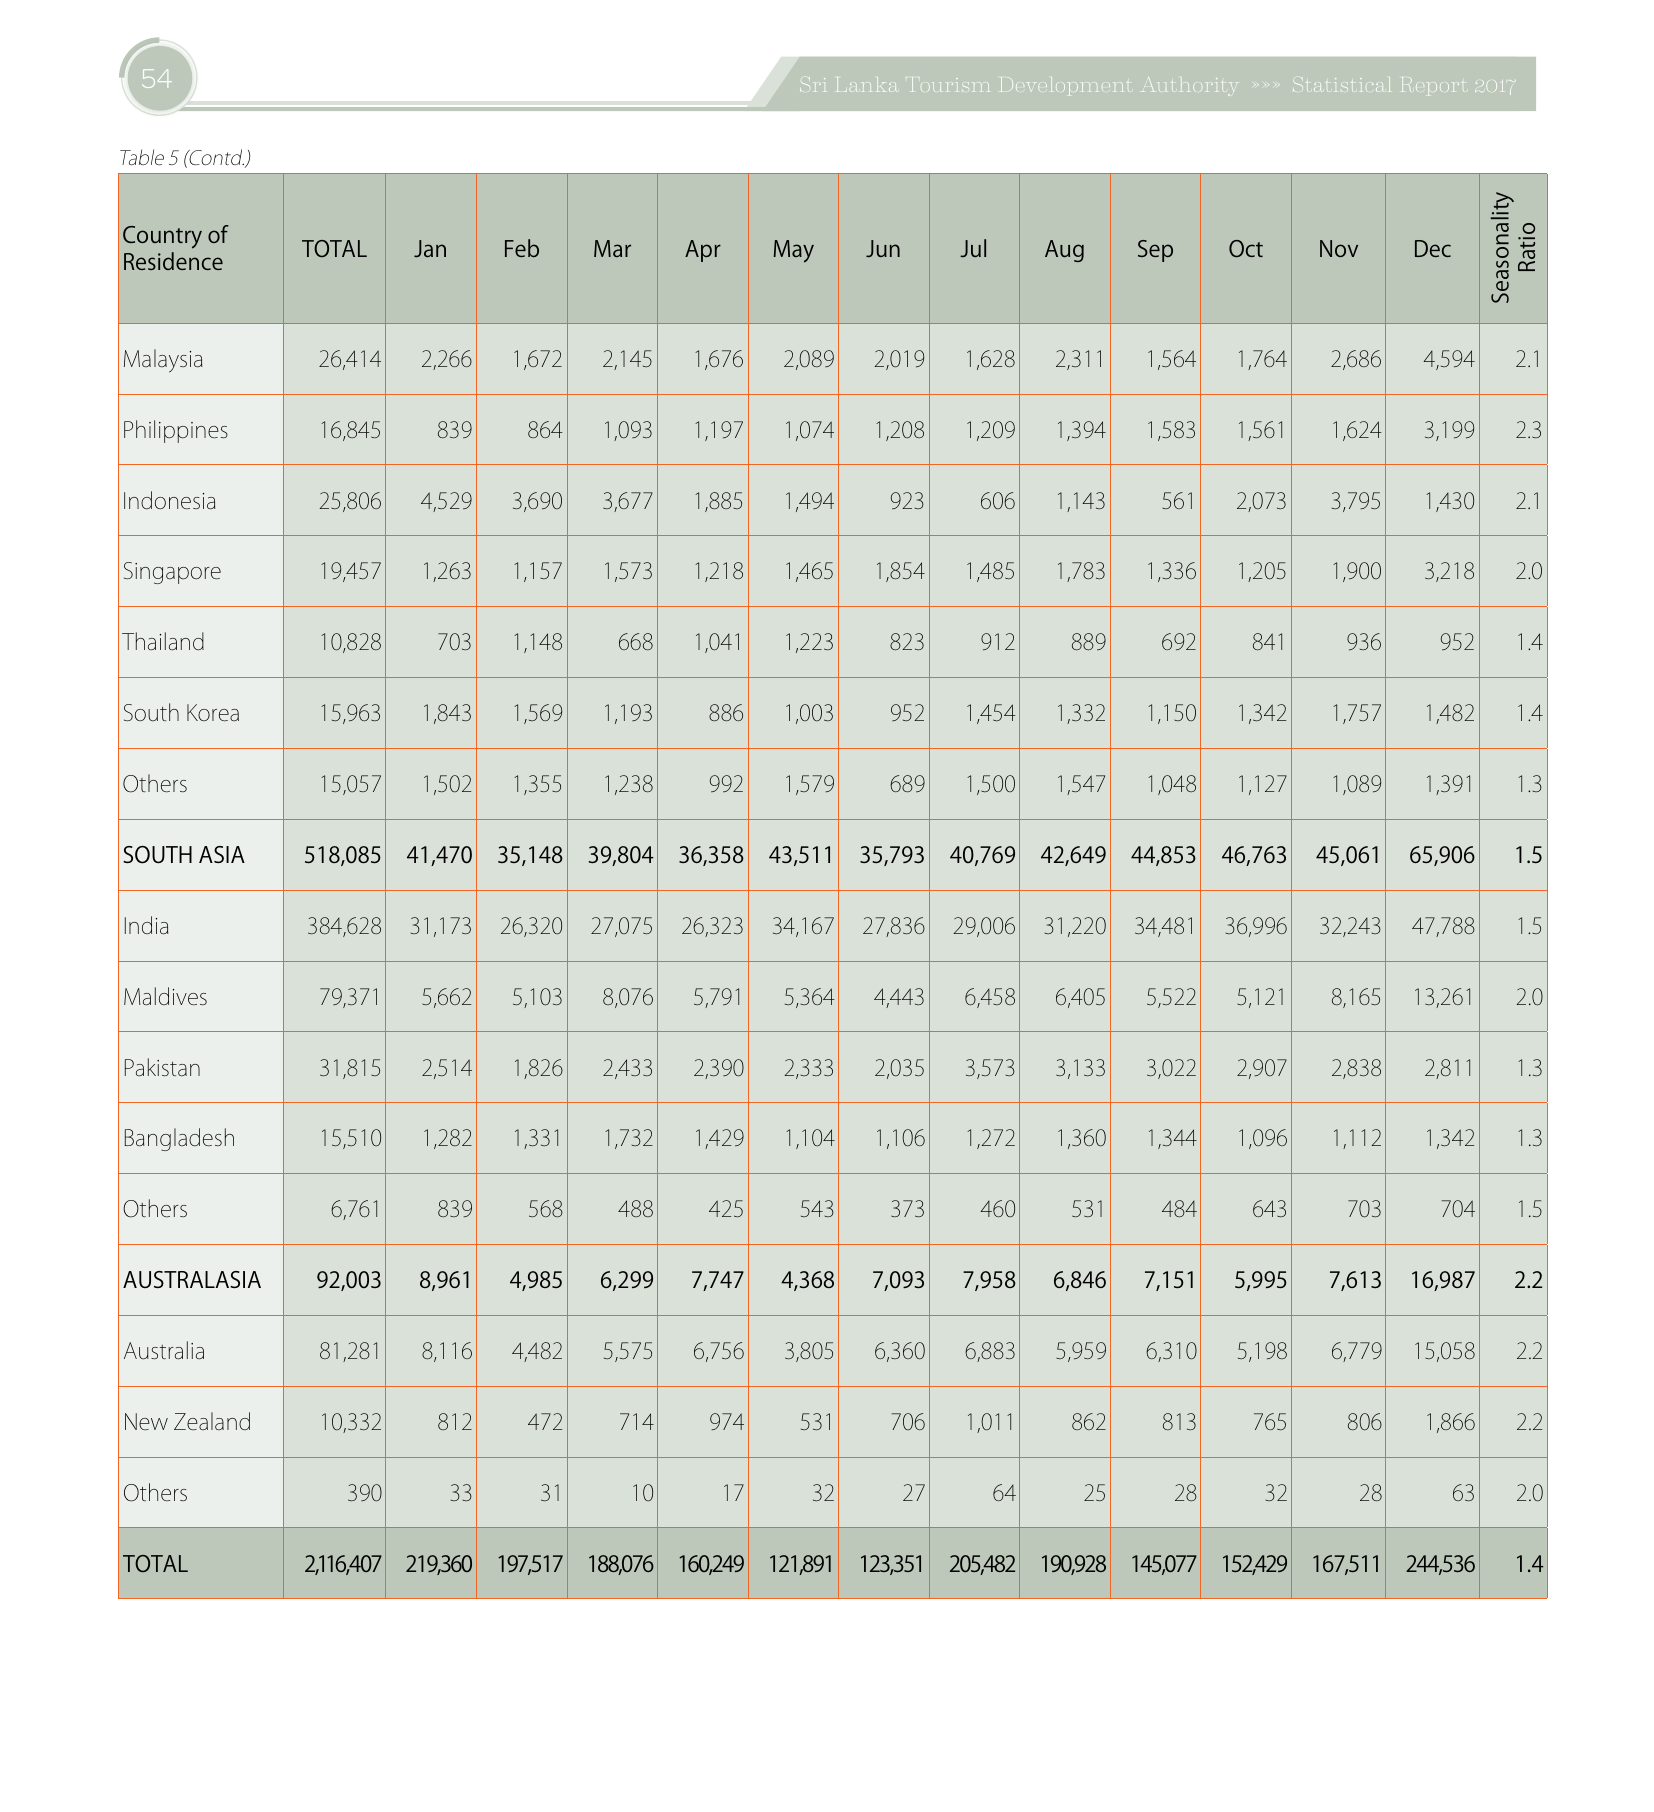 54
Sri Lanka Tourism Development Authority »»» Statistical Report 2017
Table 5 (Contd.)
Country of Residence TOTAL Jan Feb Mar Apr May Jun Jul Aug Sep Oct Nov Dec Seasonality Ratio
Malaysia 26,414 2,266 1,672 2,145 1,676 2,089 2,019 1,628 2,311 1,564 1,764 2,686 4,594 2.1
Philippines 16,845 839 864 1,093 1,197 1,074 1,208 1,209 1,394 1,583 1,561 1,624 3,199 2.3
Indonesia 25,806 4,529 3,690 3,677 1,885 1,494 923 606 1,143 561 2,073 3,795 1,430 2.1
Singapore 19,457 1,263 1,157 1,573 1,218 1,465 1,854 1,485 1,783 1,336 1,205 1,900 3,218 2.0
Thailand 10,828 703 1,148 668 1,041 1,223 823 912 889 692 841 936 952 1.4
South Korea 15,963 1,843 1,569 1,193 886 1,003 952 1,454 1,332 1,150 1,342 1,757 1,482 1.4
Others 15,057 1,502 1,355 1,238 992 1,579 689 1,500 1,547 1,048 1,127 1,089 1,391 1.3
SOUTH ASIA 518,085 41,470 35,148 39,804 36,358 43,511 35,793 40,769 42,649 44,853 46,763 45,061 65,906 1.5
India 384,628 31,173 26,320 27,075 26,323 34,167 27,836 29,006 31,220 34,481 36,996 32,243 47,788 1.5
Maldives 79,371 5,662 5,103 8,076 5,791 5,364 4,443 6,458 6,405 5,522 5,121 8,165 13,261 2.0
Pakistan 31,815 2,514 1,826 2,433 2,390 2,333 2,035 3,573 3,133 3,022 2,907 2,838 2,811 1.3
Bangladesh 15,510 1,282 1,331 1,732 1,429 1,104 1,106 1,272 1,360 1,344 1,096 1,112 1,342 1.3
Others 6,761 839 568 488 425 543 373 460 531 484 643 703 704 1.5
AUSTRALASIA 92,003 8,961 4,985 6,299 7,747 4,368 7,093 7,958 6,846 7,151 5,995 7,613 16,987 2.2
Australia 81,281 8,116 4,482 5,575 6,756 3,805 6,360 6,883 5,959 6,310 5,198 6,779 15,058 2.2
New Zealand 10,332 812 472 714 974 531 706 1,011 862 813 765 806 1,866 2.2
Others 390 33 31 10 17 32 27 64 25 28 32 28 63 2.0
TOTAL 2,116,407 219,360 197,517 188,076 160,249 121,891 123,351 205,482 190,928 145,077 152,429 167,511 244,536 1.4